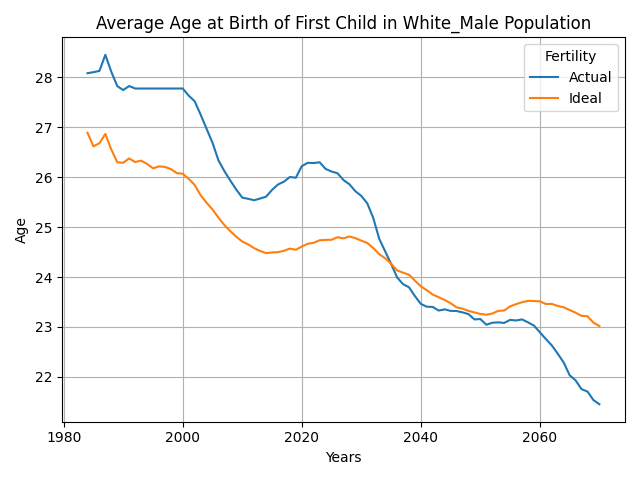 Average Age at Birth of First Child in White_Male Population
Fertility
Actual
Ideal
Age
28
27
26
25
24
23
22
1980
2000
2020
2040
2060
Years